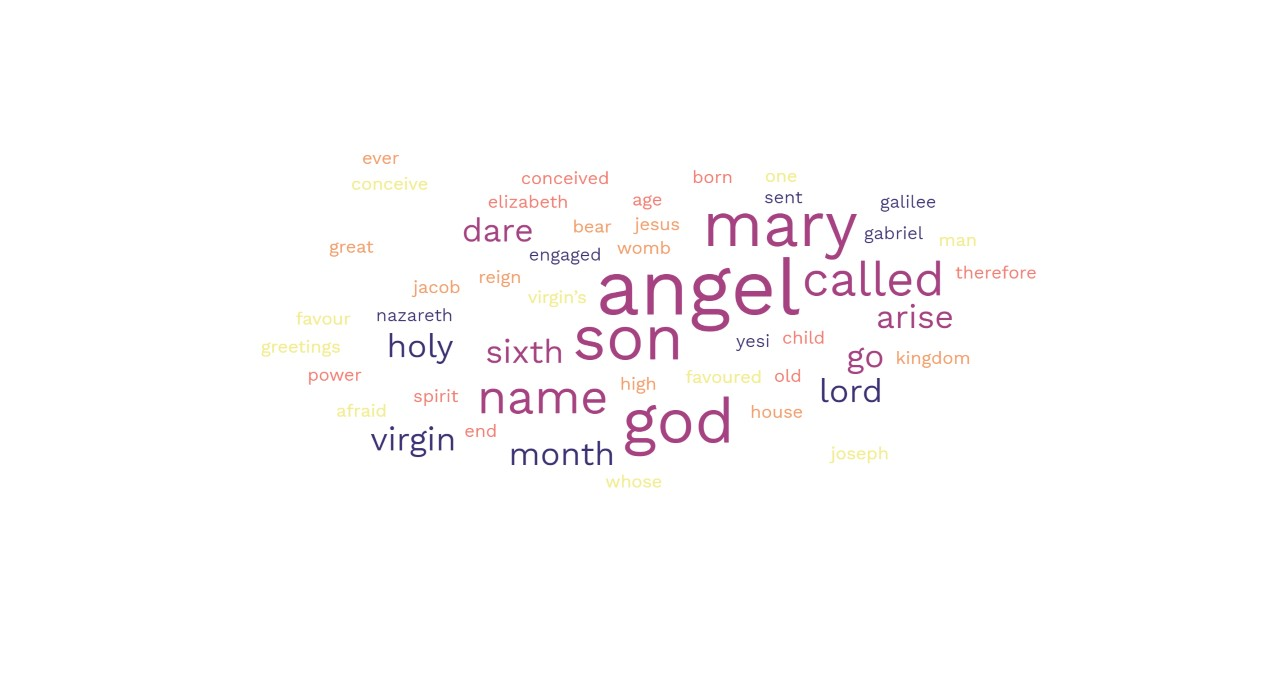 ever
conceive
conceived
born
one
elizabeth
age
sent
galilee
dare
bear
jesus
mary
gabriel
man
great
engaged
womb
jacob
reign
virgin's
angel
called
therefore
favour
nazareth
arise
greetings
holy
sixth
son
yesi
child
go
kingdom
power
spirit
name
high
favoured
old
lord
afraid
house
virgin
end
month
god
joseph
whose